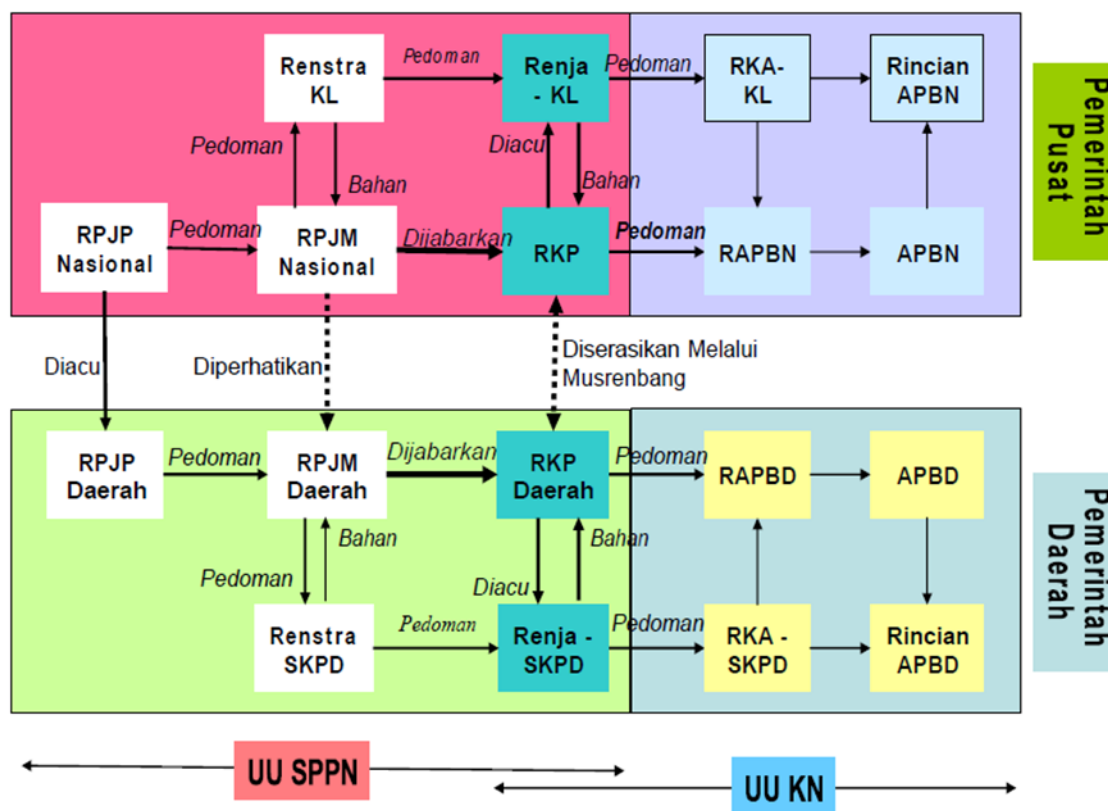 Renstra
KL
Pedoman
Renja
- KL
Pedoman
RKA-
KL
Rincian
APBN
Pedoman
Bahan
Diacu
Bahan
RPJP
Nasional
Pedoman
RPJM
Nasional
Dijabarkan
RKP
Pedoman
RAPBN
APBN
Pemerintah
Pusat
Diacu
Diperhatikan
Diserasikan Melalui
Musrenbang
RPJP
Daerah
Pedoman
RPJM
Daerah
Dijabarkan
RKP
Daerah
Pedoman
RAPBD
APBD
Bahan
Pedoman
Bahan
Diacu
Renstra
SKPD
Pedoman
Renja -
SKPD
Pedoman
RKA -
SKPD
Rincian
APBD
Pemerintah
Daerah
UU SPPN
UU KN